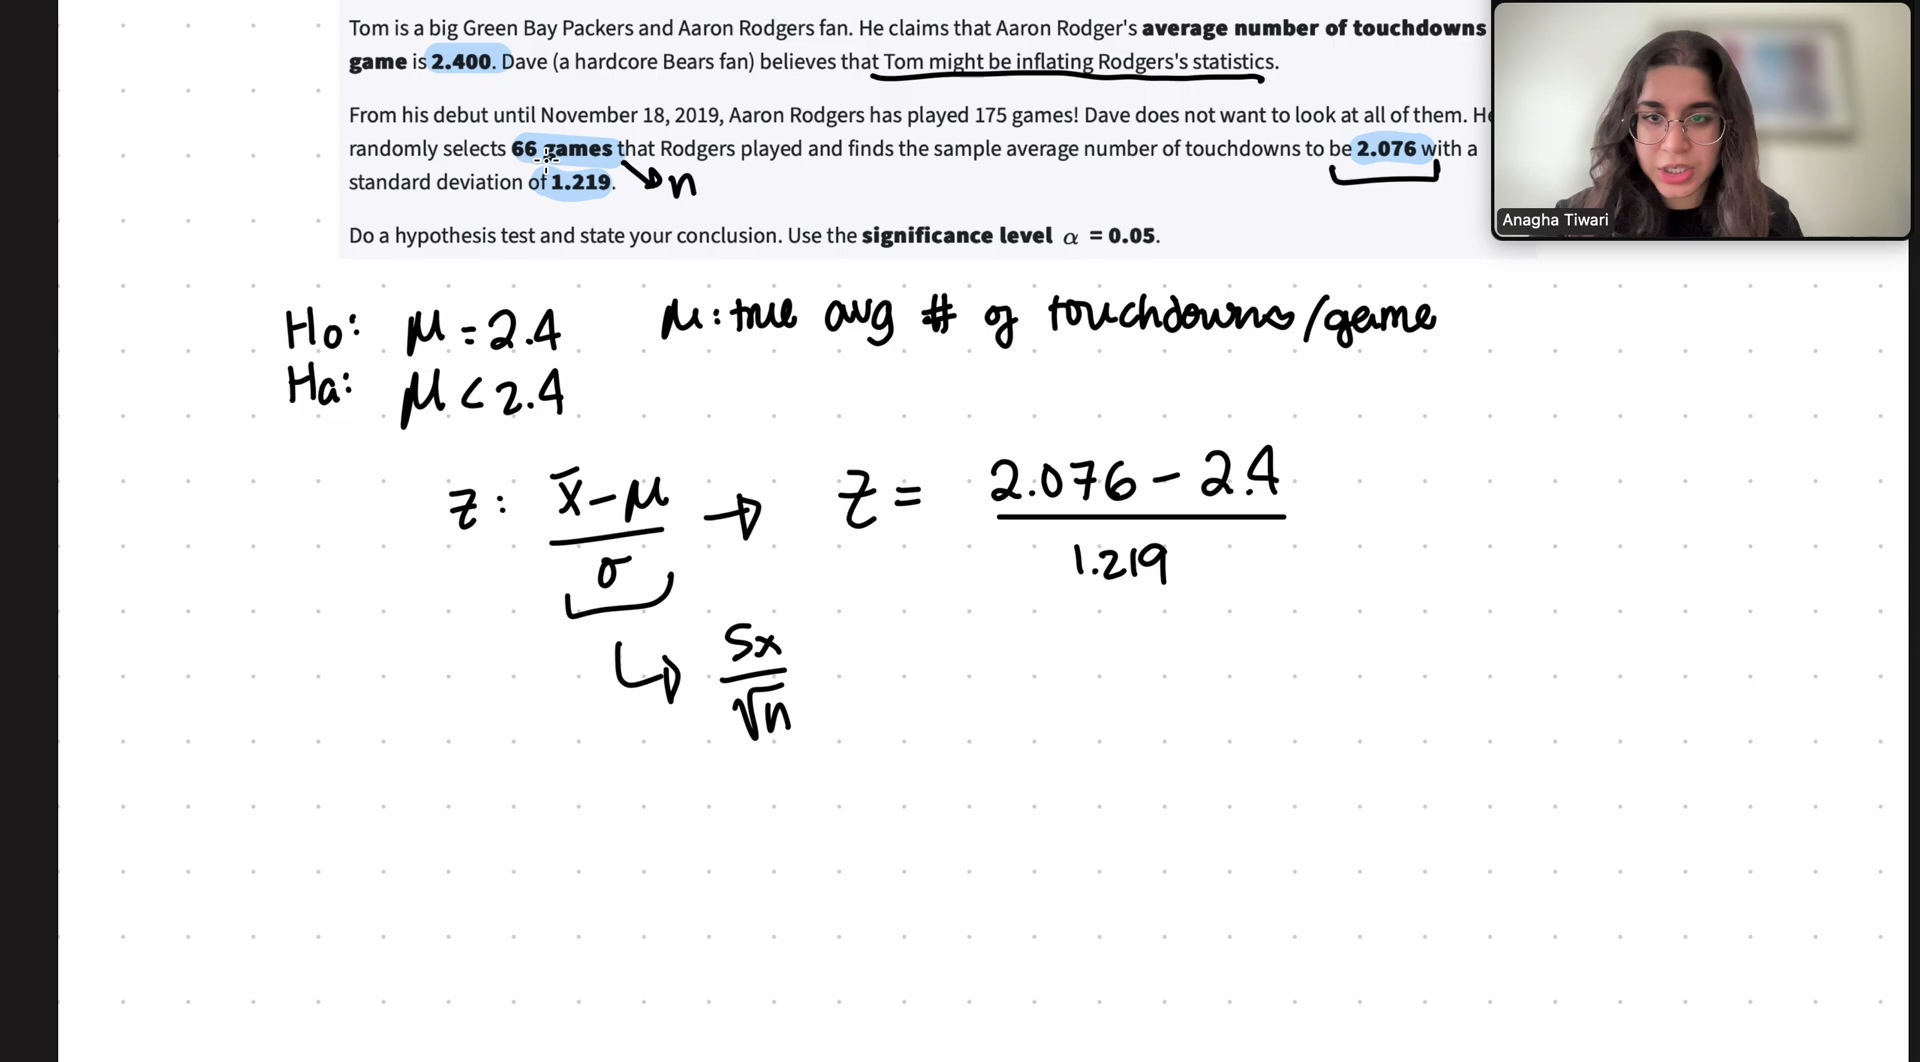 Tom is a big Green Bay Packers and Aaron Rodgers fan. He claims that Aaron Rodger's average number of touchdowns
game is 2.400. Dave (a hardcore Bears fan) believes that Tom might be inflating Rodgers's statistics.
From his debut until November 18, 2019, Aaron Rodgers has played 175 games! Dave does not want to look at all of them. He
randomly selects 66 games that Rodgers played and finds the sample average number of touchdowns to be 2.076 with a
standard deviation of 1.219.
n
Do a hypothesis test and state your conclusion. Use the significance level α = 0.05.
Anagha Tiwari
Ho: μ = 2.4
μ: true avg # of touchdowns/game
Ha: μ < 2.4
z: x̄ – μ → z = 2.076 – 2.4
σ 1.219
↳ Sx
√n